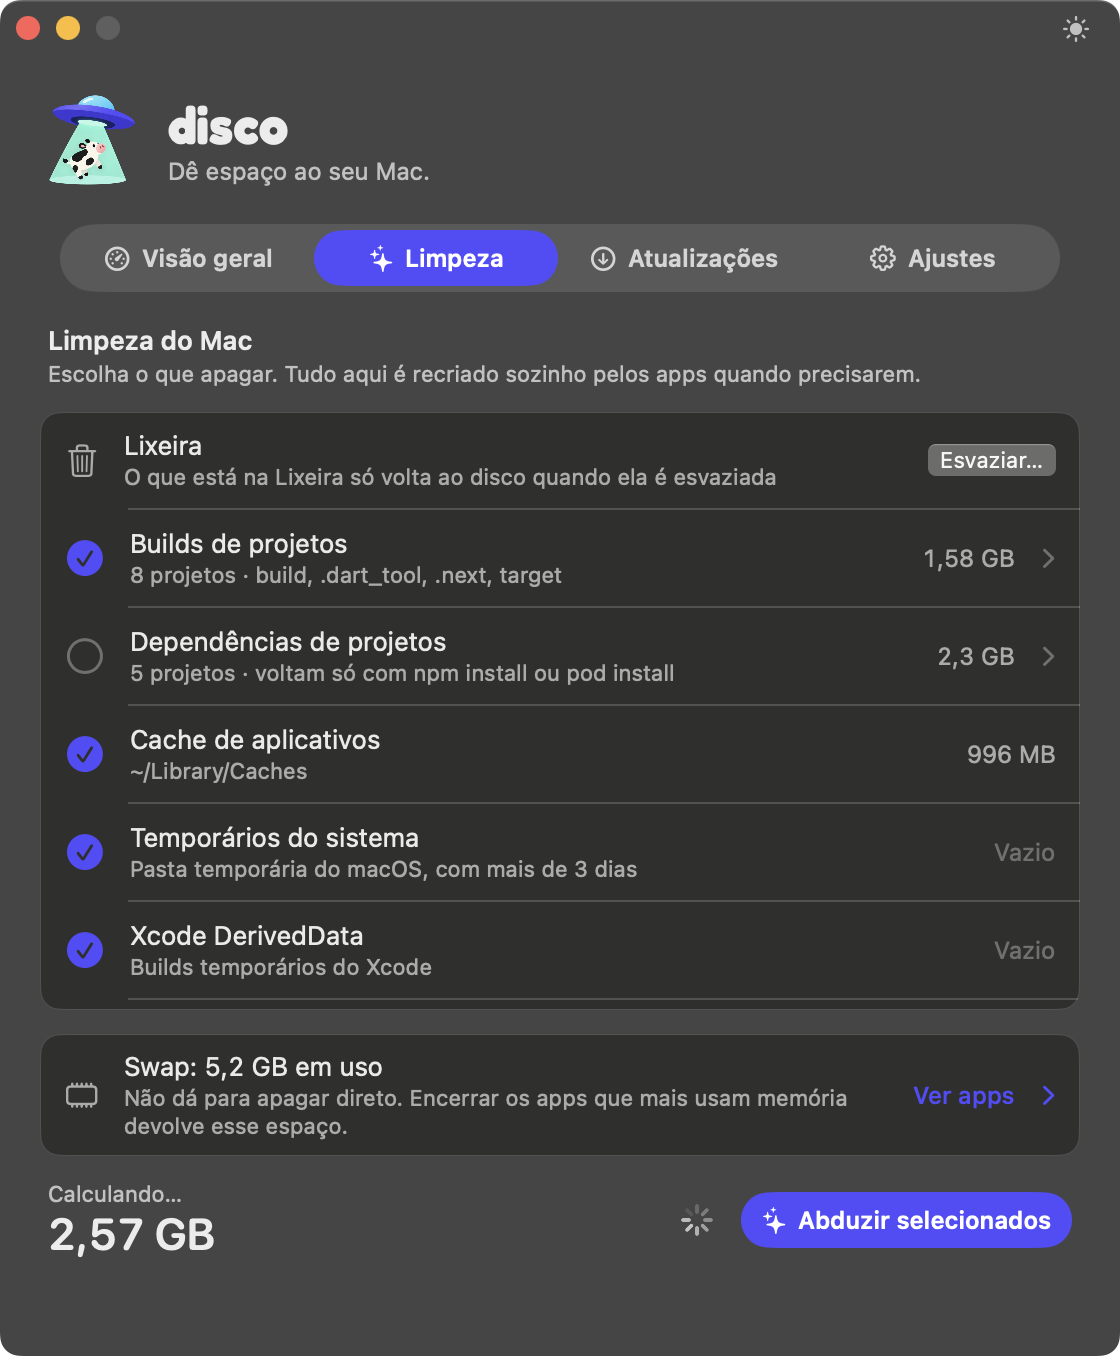 disco
Dê espaço ao seu Mac.
Visão geral
Limpeza
Atualizações
Ajustes
Limpeza do Mac
Escolha o que apagar. Tudo aqui é recriado sozinho pelos apps quando precisarem.
Lixeira
O que está na Lixeira só volta ao disco quando ela é esvaziada
Esvaziar...
Builds de projetos
8 projetos · build, .dart_tool, .next, target
1,58 GB
Dependências de projetos
5 projetos · voltam só com npm install ou pod install
2,3 GB
Cache de aplicativos
~/Library/Caches
996 MB
Temporários do sistema
Pasta temporária do macOS, com mais de 3 dias
Vazio
Xcode DerivedData
Builds temporários do Xcode
Vazio
Swap: 5,2 GB em uso
Não dá para apagar direto. Encerrar os apps que mais usam memória
devolve esse espaço.
Ver apps
Calculando...
2,57 GB
Abduzir selecionados